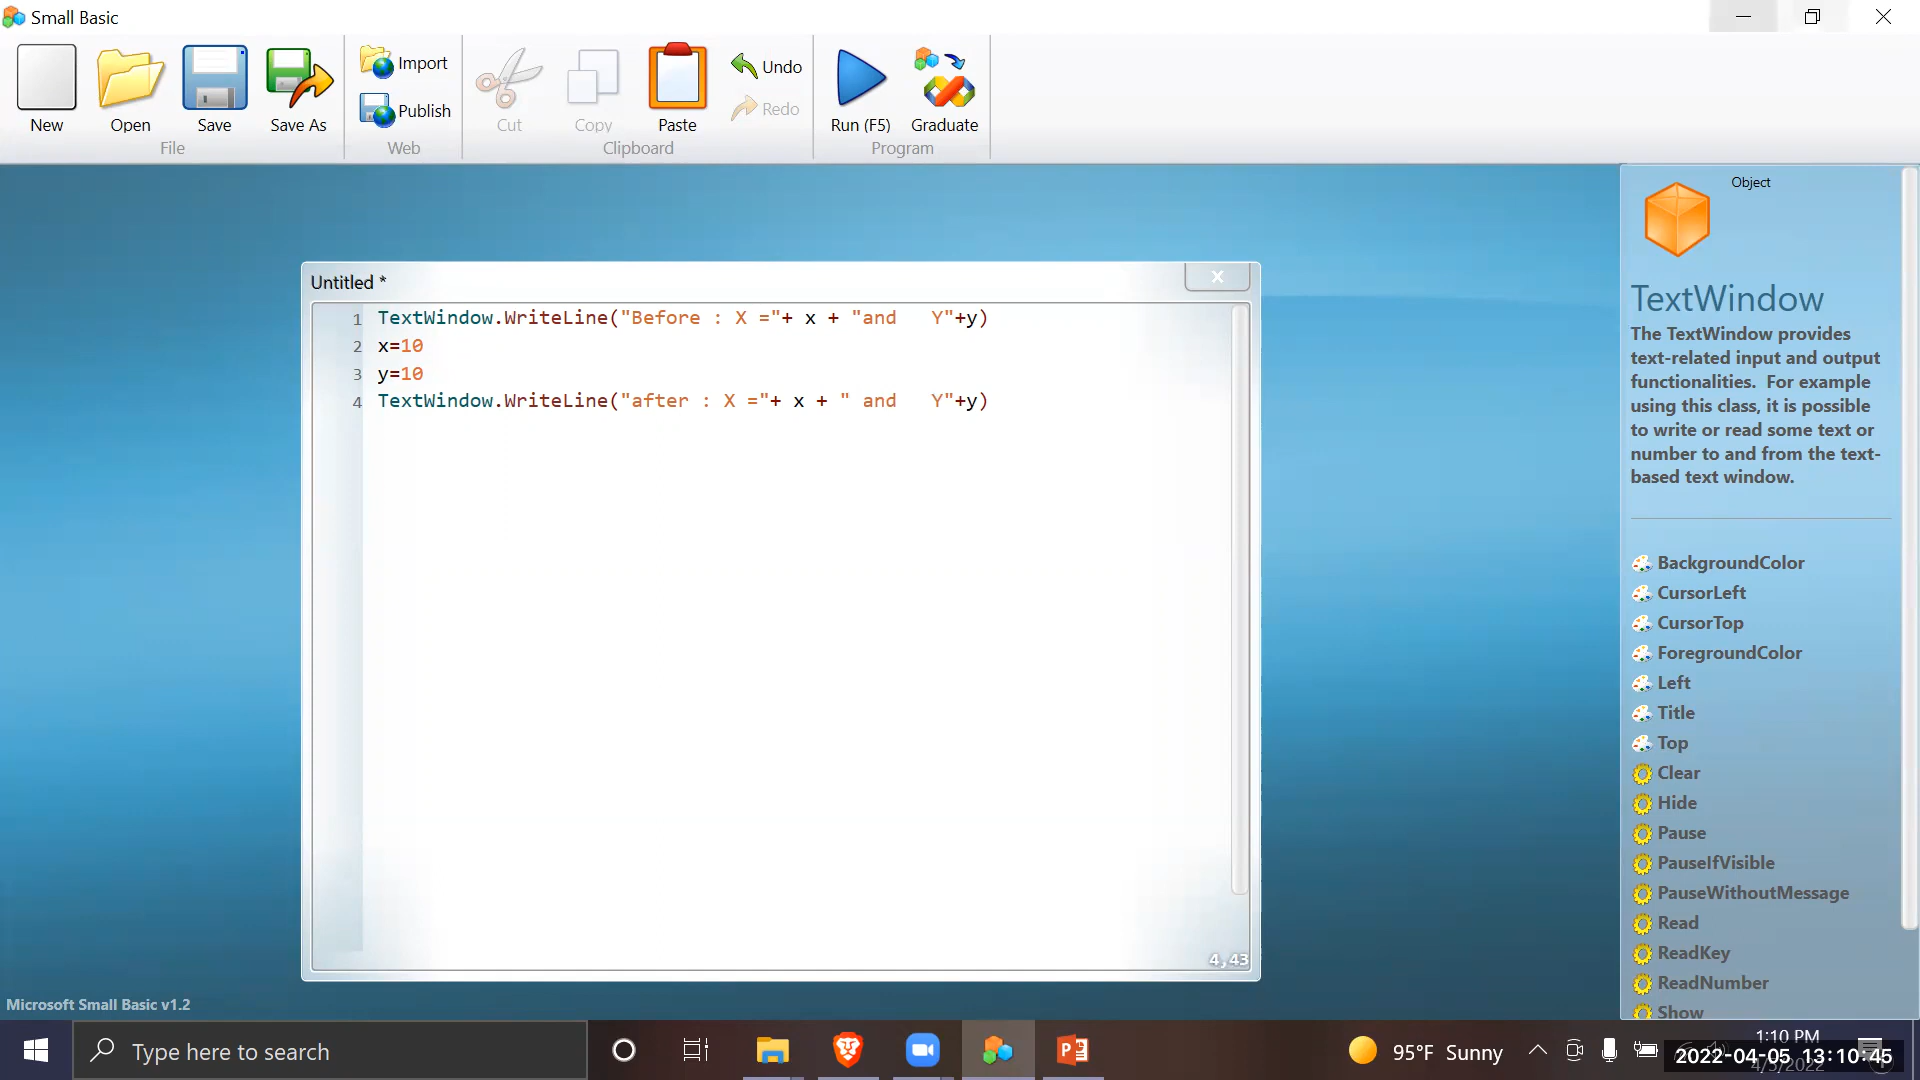 Small Basic
New
Open
Save
Save As
File
Import
Publish
Web
Cut
Copy
Paste
Undo
Redo
Clipboard
Run (F5)
Graduate
Program
Untitled *
1 TextWindow.WriteLine("Before : X ="+ x + "and   Y"+y)
2 x=10
3 y=10
4 TextWindow.WriteLine("after : X ="+ x + " and   Y"+y)
4,43
Object
TextWindow
The TextWindow provides
text-related input and output
functionalities.  For example
using this class, it is possible
to write or read some text or
number to and from the text-
based text window.
BackgroundColor
CursorLeft
CursorTop
ForegroundColor
Left
Title
Top
Clear
Hide
Pause
PauseIfVisible
PauseWithoutMessage
Read
ReadKey
ReadNumber
Show
Microsoft Small Basic v1.2
Type here to search
95°F Sunny
1:10 PM
2022-04-05 13:10:45